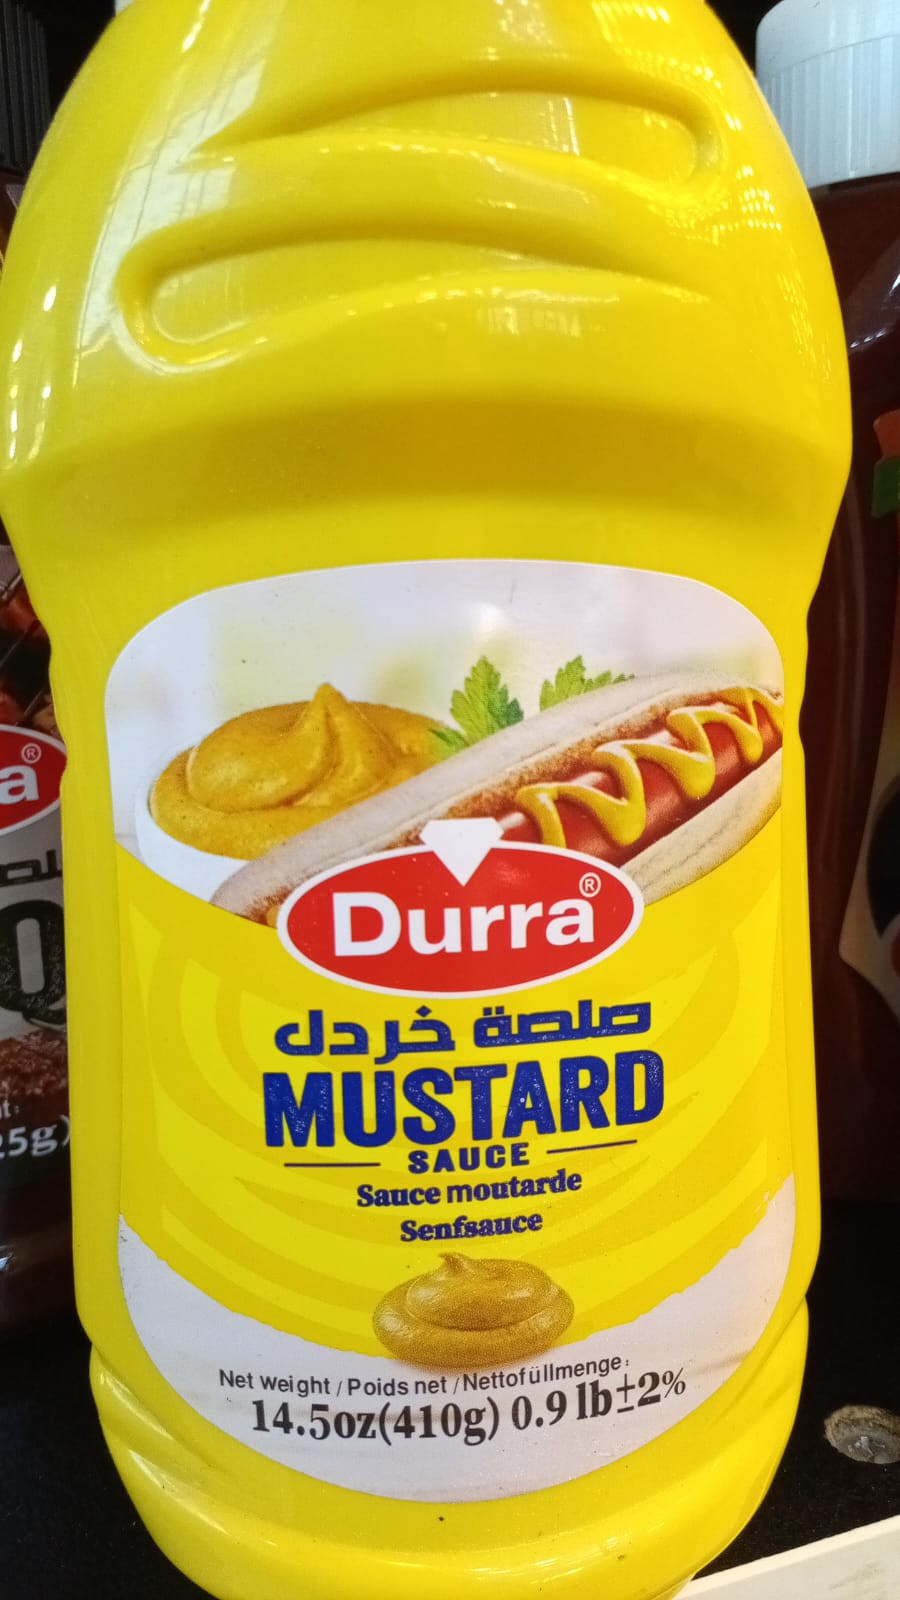 Durra®
صلصة خردل
MUSTARD
SAUCE
Sauce moutarde
Senfsauce
Net weight / Poids net / Nettofüllmenge:
14.5oz(410g) 0.9 lb±2%
a®
Q
25g)